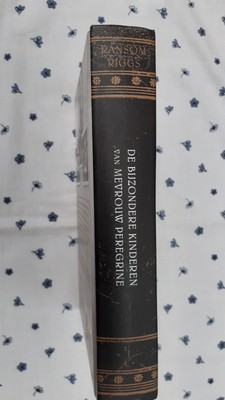 RANSOM
RIGGS
DE BIJZONDERE KINDEREN
VAN MEVROUW PEREGRINE